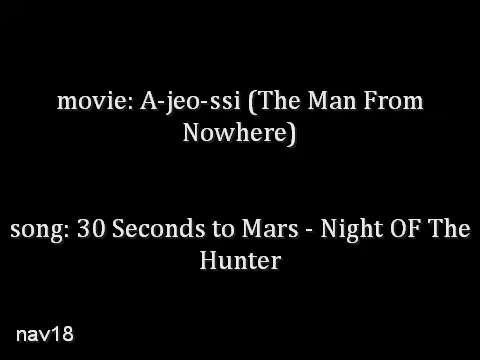 movie: A-jeo-ssi (The Man From
Nowhere)
song: 30 Seconds to Mars - Night OF The
Hunter
nav18